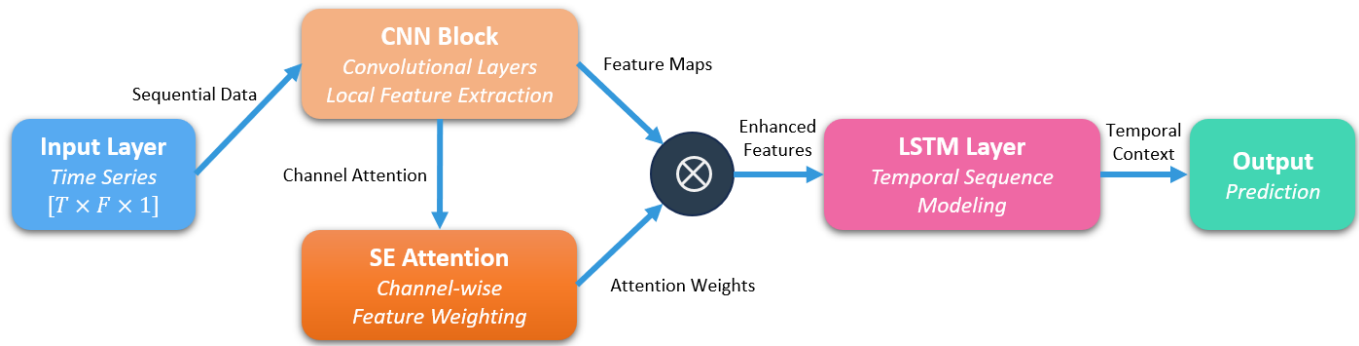 Input Layer
Time Series
[T × F × 1]
Sequential Data
CNN Block
Convolutional Layers
Local Feature Extraction
Channel Attention
SE Attention
Channel-wise
Feature Weighting
Feature Maps
Attention Weights
⊗
Enhanced
Features
LSTM Layer
Temporal Sequence
Modeling
Temporal
Context
Output
Prediction